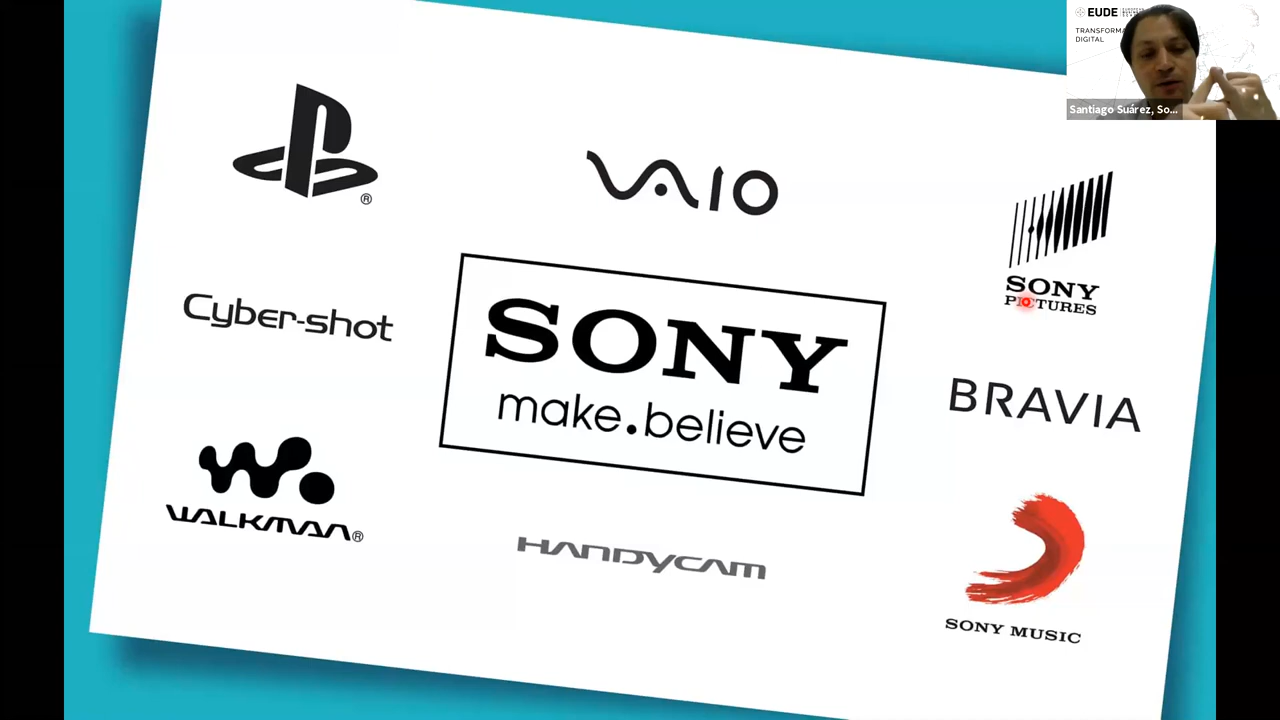 EUDE
TRANSFORMA
DIGITAL
Santiago Suárez, So...
VAIO
SONY
PICTURES
Cyber-shot
SONY
make.believe
BRAVIA
WALKMAN®
HANDYCAM
SONY MUSIC